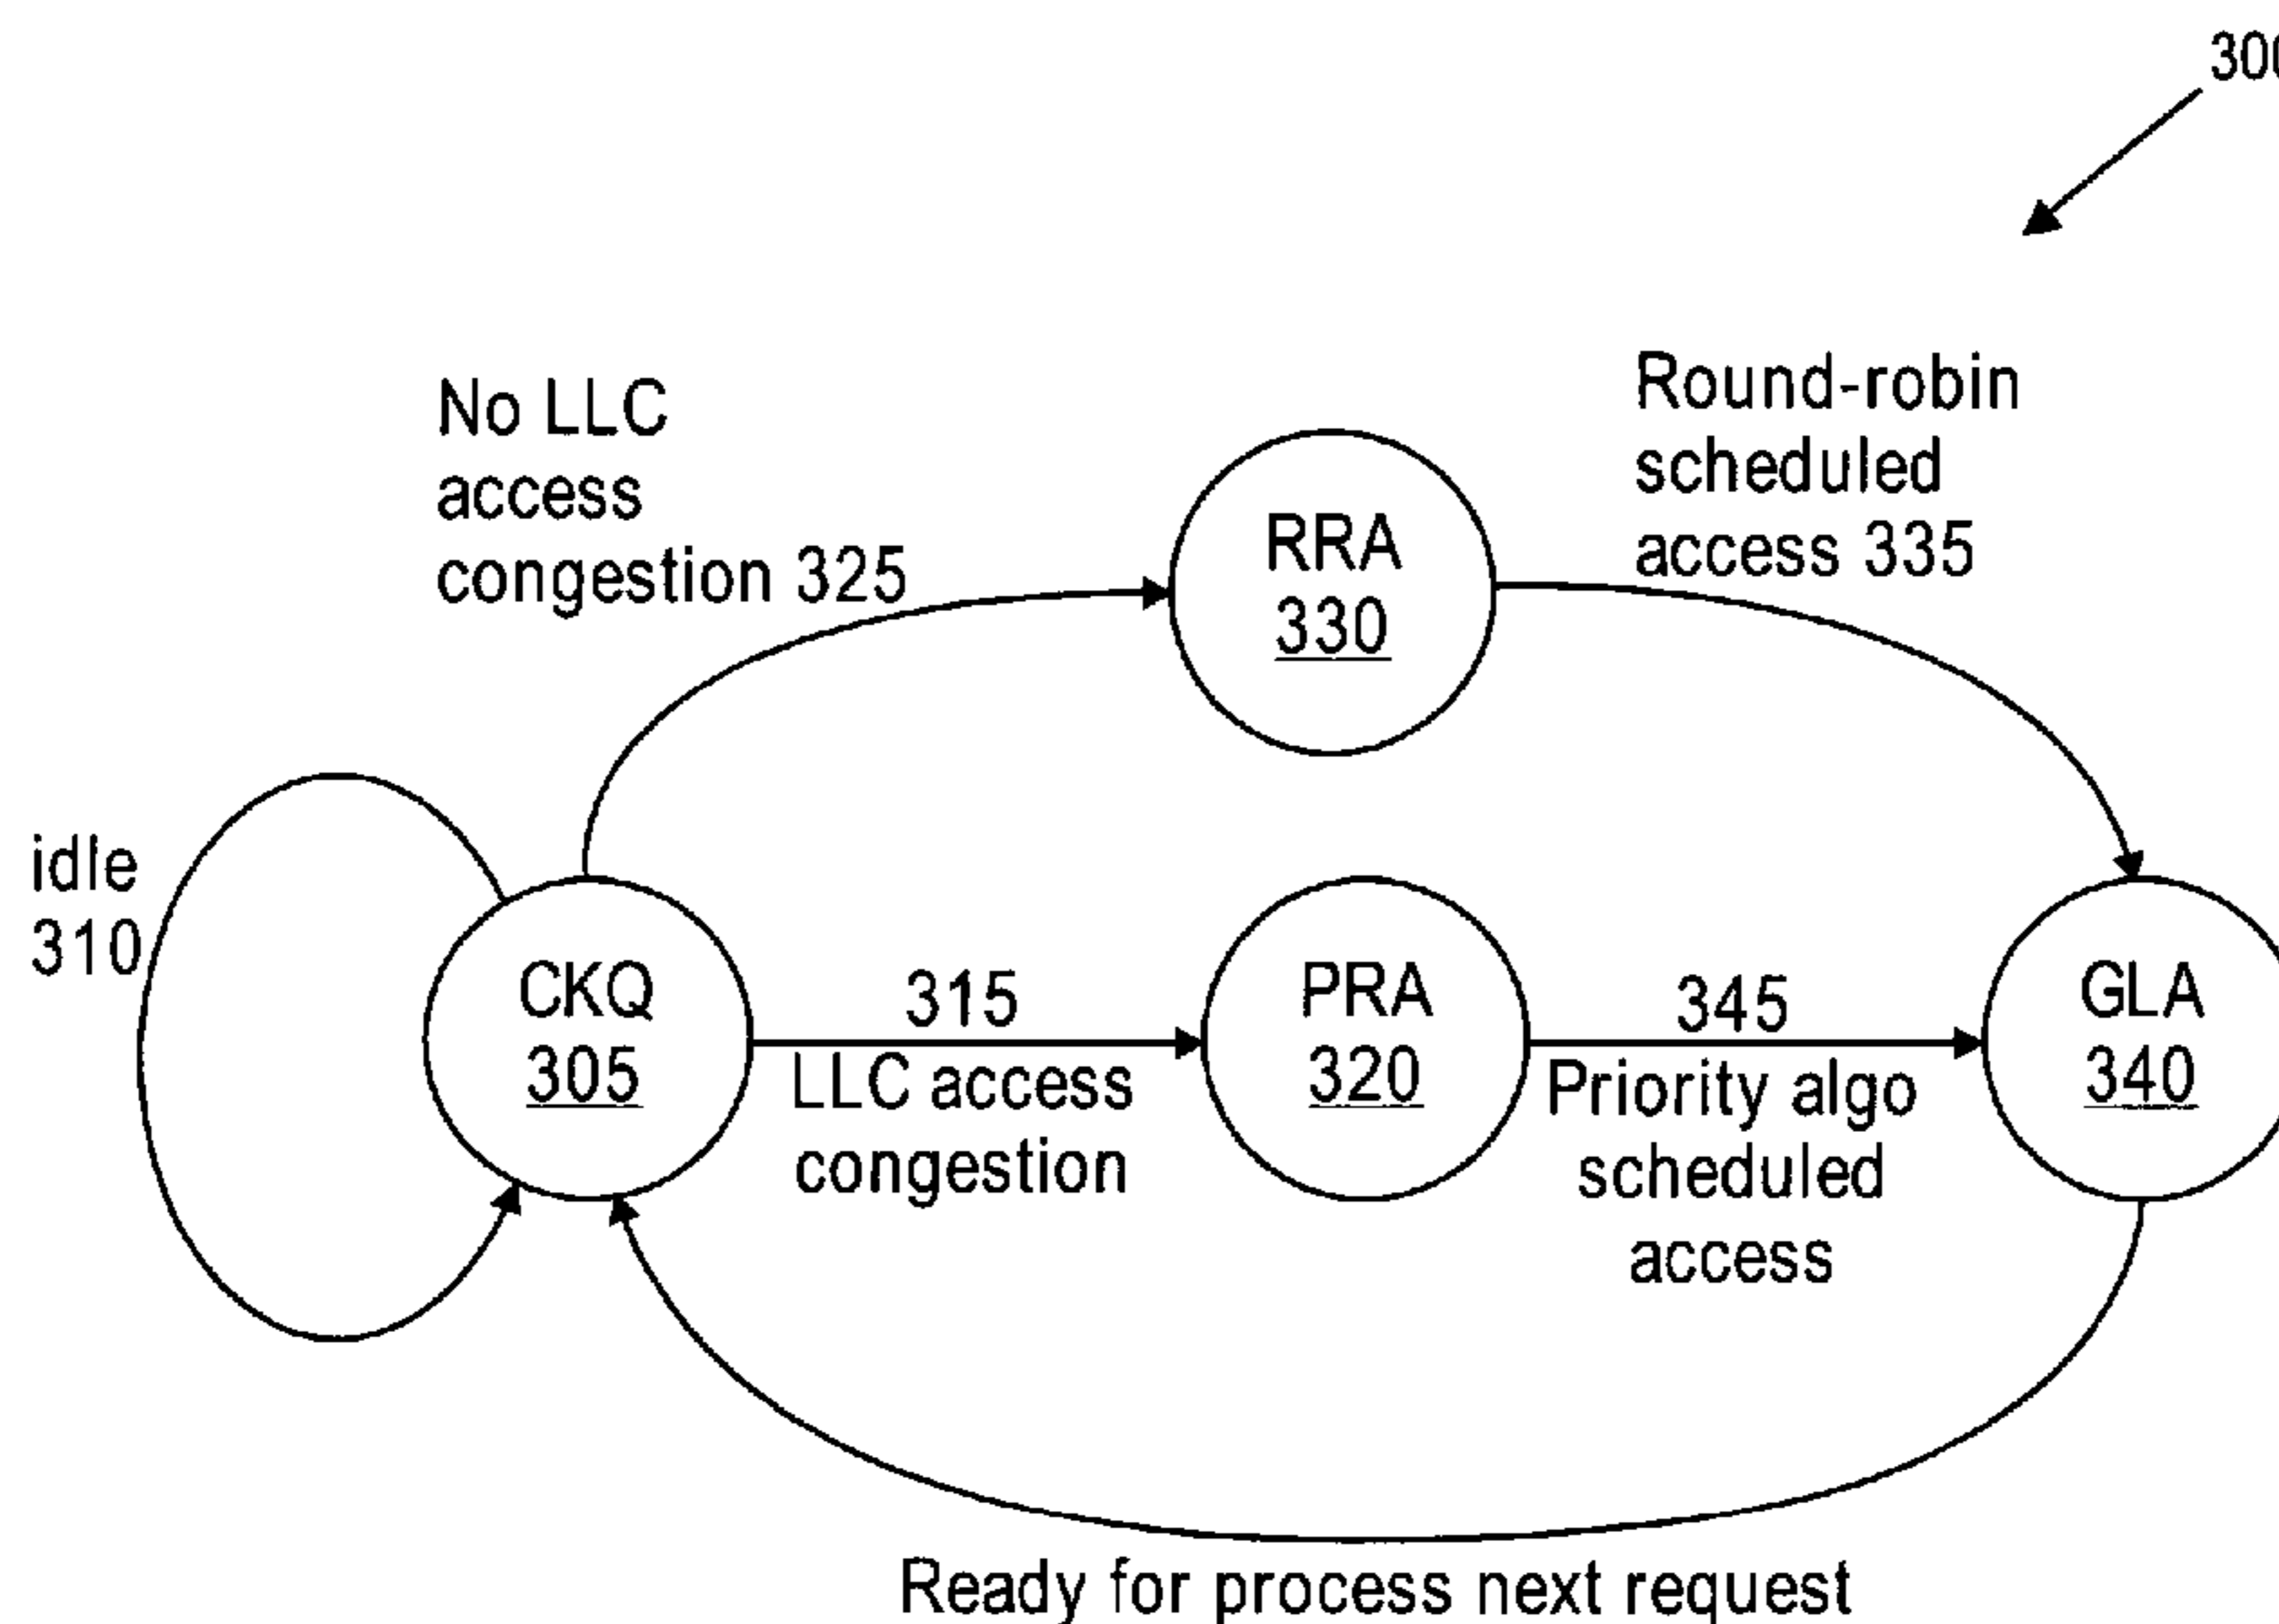 300
No LLC
access
congestion 325
Round-robin
scheduled
access 335
RRA
330
idle
310
CKQ
305
315
LLC access
congestion
PRA
320
345
Priority algo
scheduled
access
GLA
340
Ready for process next request